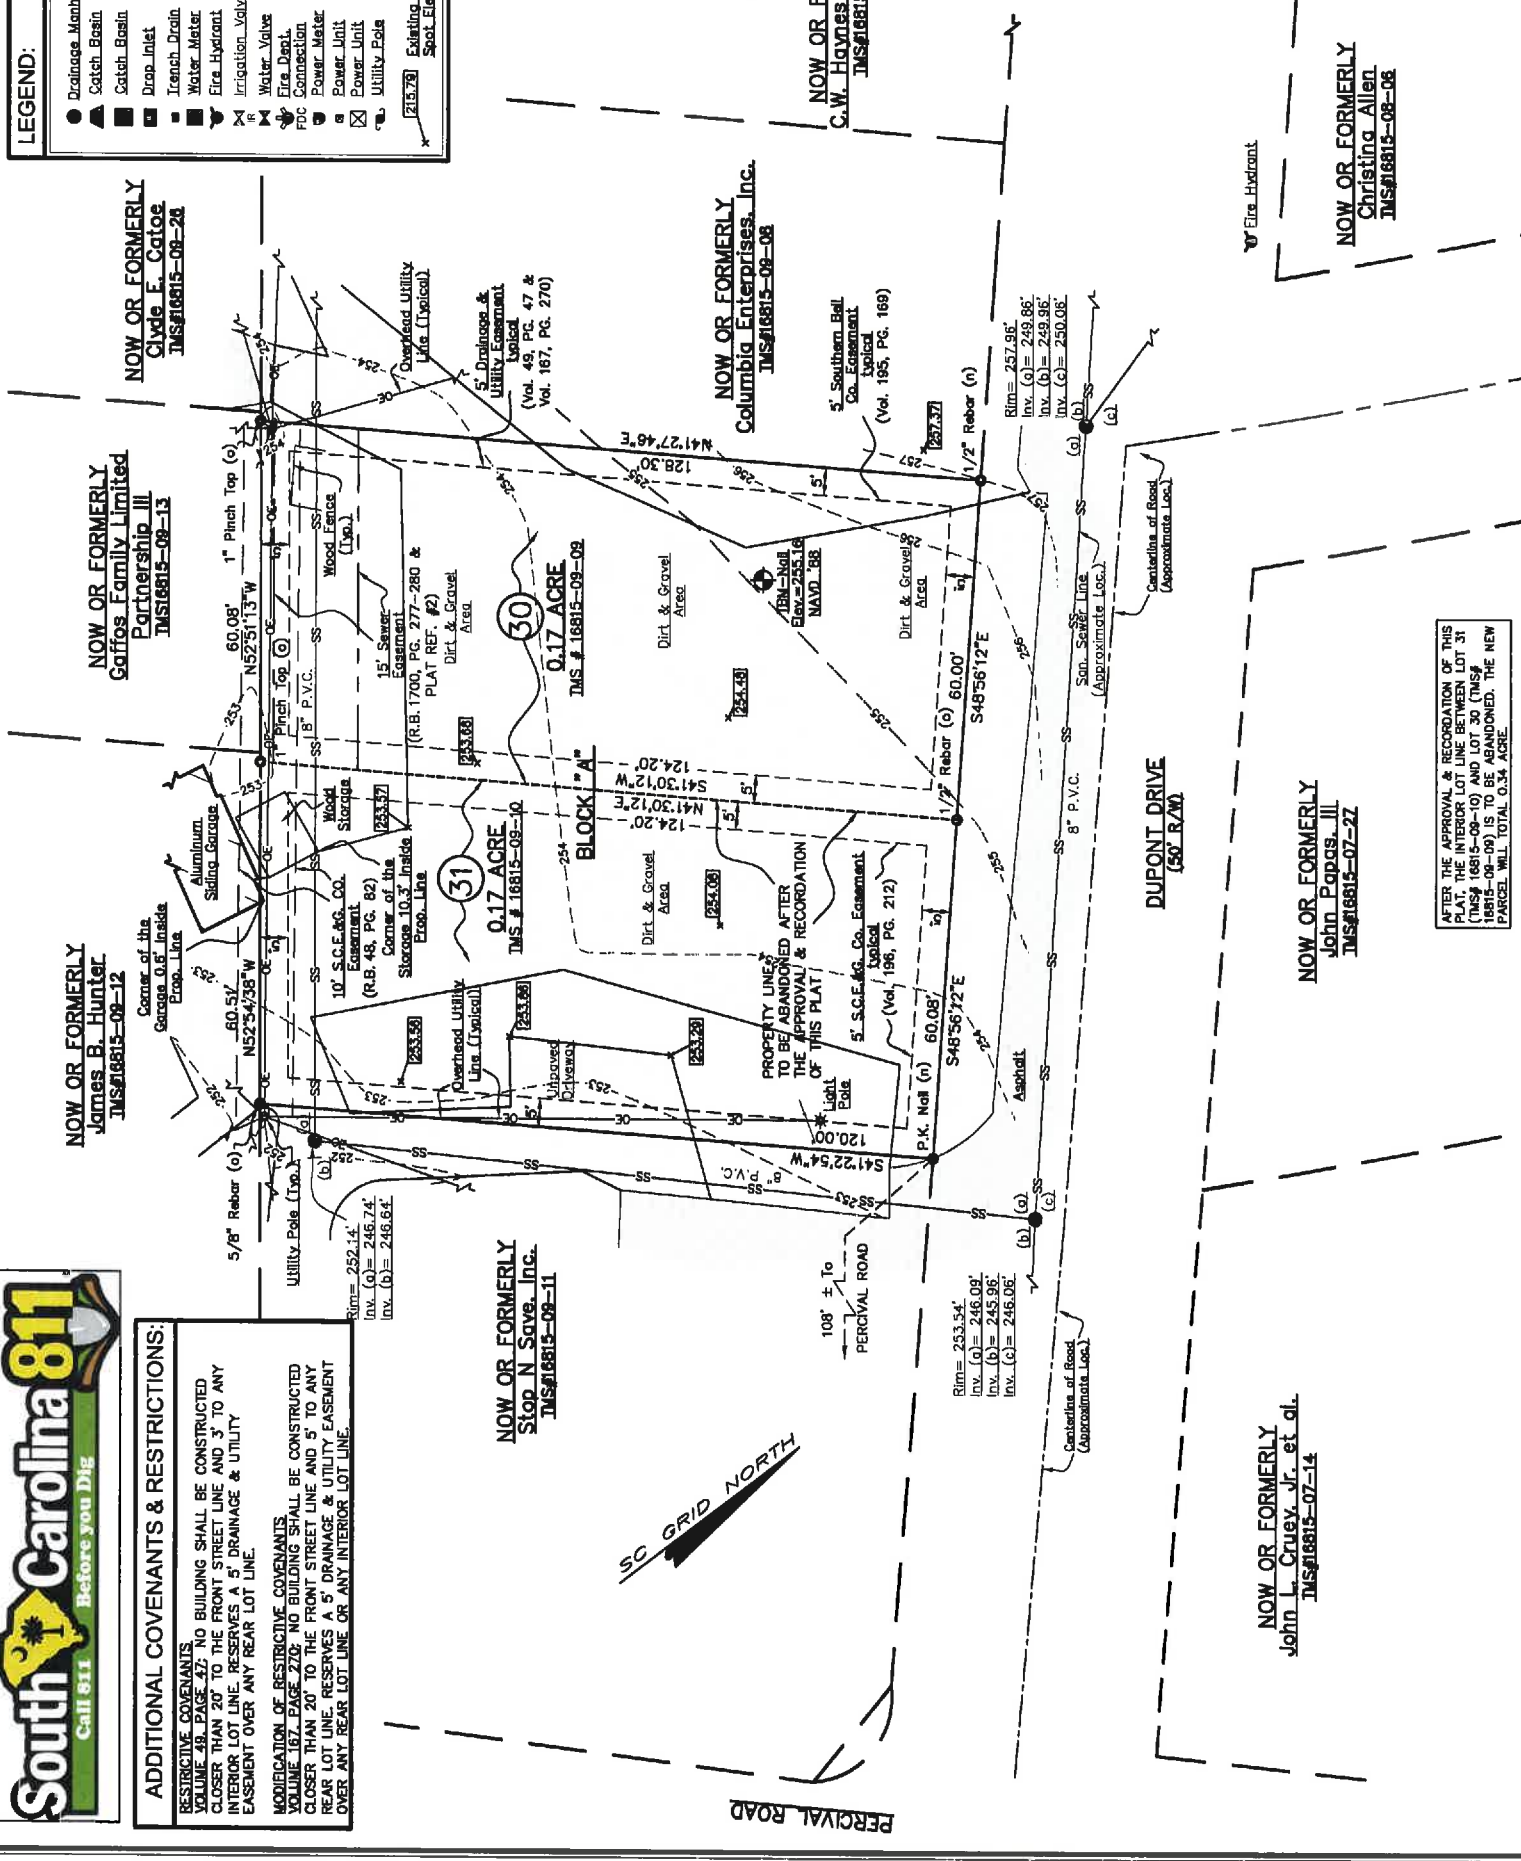 South Carolina 811
Call 811 Before you Dig
ADDITIONAL COVENANTS & RESTRICTIONS:
RESTRICTIVE COVENANTS
VOLUME 49, PAGE 47: NO BUILDING SHALL BE CONSTRUCTED
CLOSER THAN 20' TO THE FRONT STREET LINE AND 3' TO ANY
INTERIOR LOT LINE. RESERVES A 5' DRAINAGE & UTILITY
EASEMENT OVER ANY REAR LOT LINE.
MODIFICATION OF RESTRICTIVE COVENANTS
VOLUME 167, PAGE 270: NO BUILDING SHALL BE CONSTRUCTED
CLOSER THAN 20' TO THE FRONT STREET LINE AND 5' TO ANY
REAR LOT LINE. RESERVES A 5' DRAINAGE & UTILITY EASEMENT
OVER ANY REAR LOT LINE OR ANY INTERIOR LOT LINE.
LEGEND:
Drainage Manh
Catch Basin
Catch Basin
Drop Inlet
Trench Drain
Water Meter
Fire Hydrant
IR Irrigation Valv
Water Valve
FDC Fire Dept.
Connection
Power Meter
Power Unit
Power Unit
Utility Pole
215.79 Existing
Spot Ele
NOW OR FORMERLY
James B. Hunter
TMS#16815-09-12
NOW OR FORMERLY
Gaffos Family Limited
Partnership III
TMS16815-09-13
NOW OR FORMERLY
Clyde E. Catoe
TMS#16815-09-26
NOW OR F
C.W. Haynes
TMS#1681
Corner of the
Garage 0.6' Inside
Prop. Line
Aluminum
Siding Garage
5/8" Rebar (o)
60.51'
N52°54'38"W
1" Pinch Top (o)
60.08'
N52°51'13"W
1" Pinch Top (o)
Utility Pole (Typ.)
Rim= 252.14'
Inv. (a)= 246.74'
Inv. (b)= 246.64'
(a)
(b)
8" P.V.C.
Wood Fence
(Typ.)
Wood
Storage
10' S.C.E.&G. CO.
Easement
(R.B. 48, PG. 82)
Corner of the
Storage 10.3' Inside
Prop. Line
15' Sewer
Easement
(R.B. 1700, PG. 277-280 &
PLAT REF. #2)
Dirt & Gravel
Area
Overhead Utility
Line (Typical)
5' Drainage &
Utility Easement
typical
(Vol. 49, PG. 47 &
Vol. 167, PG. 270)
253.56
253.57
253.68
253.29
254.06
254.48
257.37
Overhead Utility
Line (Typical)
Unpaved
Driveway
31
0.17 ACRE
TMS # 16815-09-10
30
0.17 ACRE
TMS # 16815-09-09
BLOCK "A"
S41°30'12"W
124.20'
N41°30'12"E
124.20'
N41°27'46"E
128.30'
Dirt & Gravel
Area
Dirt & Gravel
Area
Dirt & Gravel
Area
TBM-Nail
Elev.=255.16
NAVD '88
NOW OR FORMERLY
Stop N Save, Inc.
TMS#16815-09-11
NOW OR FORMERLY
Columbia Enterprises, Inc.
TMS#16815-09-08
PROPERTY LINE
TO BE ABANDONED AFTER
THE APPROVAL & RECORDATION
OF THIS PLAT
5' S.C.E.&G. Co. Easement
typical
(Vol. 196, PG. 212)
5' Southern Bell
Co. Easement
typical
(Vol. 195, PG. 169)
Light
Pole
120.00'
S41°22'54"W
8" P.V.C.
108' ± To
PERCIVAL ROAD
P.K. Nail (n)
60.08'
S48°56'12"E
1/2" Rebar (o)
60.00'
S48°56'12"E
1/2" Rebar (n)
Rim= 253.54'
Inv. (a)= 246.09'
Inv. (b)= 245.96'
Inv. (c)= 246.06'
(a)
(b)
(c)
Rim= 257.96'
Inv. (a)= 249.86'
Inv. (b)= 249.96'
Inv. (c)= 250.06'
(a)
(b)
(c)
Asphalt
8" P.V.C.
San. Sewer Line
(Approximate Loc.)
Centerline of Road
(Approximate Loc.)
Centerline of Road
(Approximate Loc.)
SC GRID NORTH
PERCIVAL ROAD
DUPONT DRIVE
(50' R/W)
Fire Hydrant
NOW OR FORMERLY
John L. Cruey, Jr. et al.
TMS#16815-07-14
NOW OR FORMERLY
John Papas, III
TMS#16815-07-27
NOW OR FORMERLY
Christina Allen
TMS#16815-08-06
AFTER THE APPROVAL & RECORDATION OF THIS
PLAT, THE INTERIOR LOT LINE BETWEEN LOT 31
(TMS# 16815-09-10) AND LOT 30 (TMS#
16815-09-09) IS TO BE ABANDONED. THE NEW
PARCEL WILL TOTAL 0.34 ACRE.